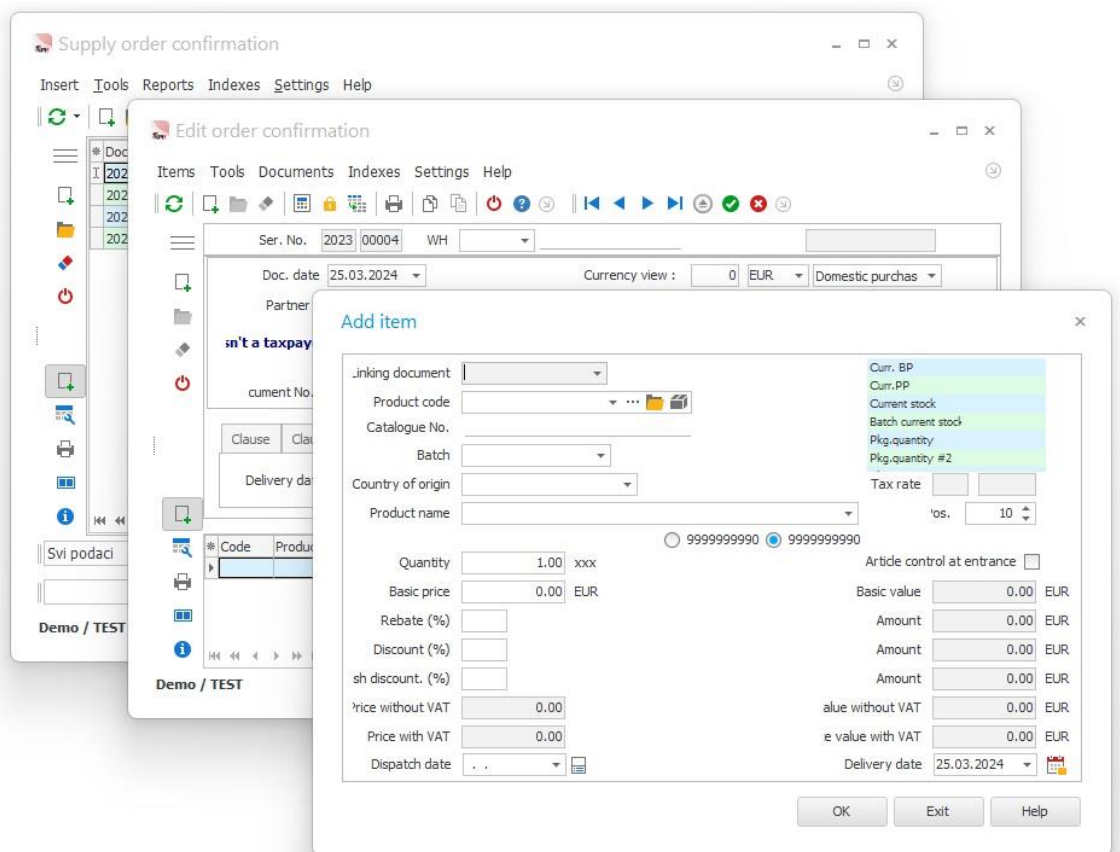 Supply order confirmation
Insert Tools Reports Indexes Settings Help
Doc
202
202
202
202
Svi podaci
Demo / TEST
Edit order confirmation
Items Tools Documents Indexes Settings Help
Ser. No. 2023 00004 WH
Doc. date 25.03.2024 Currency view : 0 EUR Domestic purchas
Partner
sn't a taxpay
cument No.
Clause Clau
Delivery da
Code Produc
Demo / TEST
Add item
Linking document
Product code
Catalogue No.
Batch
Country of origin
Product name
Curr. BP
Curr.PP
Current stock
Batch current stock
Pkg.quantity
Pkg.quantity #2
Tax rate
Pos. 10
9999999990 9999999990
Quantity 1.00 xxx Article control at entrance
Basic price 0.00 EUR Basic value 0.00 EUR
Rebate (%) Amount 0.00 EUR
Discount (%) Amount 0.00 EUR
sh discount. (%) Amount 0.00 EUR
Price without VAT 0.00 alue without VAT 0.00 EUR
Price with VAT 0.00 e value with VAT 0.00 EUR
Dispatch date . . Delivery date 25.03.2024
OK Exit Help